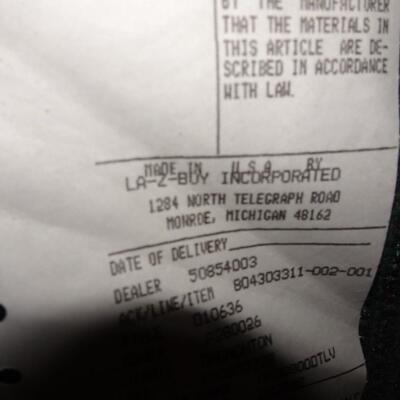 BY THE MANUFACTURER
THAT THE MATERIALS IN
THIS ARTICLE ARE DE-
SCRIBED IN ACCORDANCE
WITH LAW.
MADE IN U S A BY
LA-Z-BOY INCORPORATED
1284 NORTH TELEGRAPH ROAD
MONROE, MICHIGAN 48162
DATE OF DELIVERY
DEALER 50854003
ACK/LINE/ITEM B04303311-002-001
010636